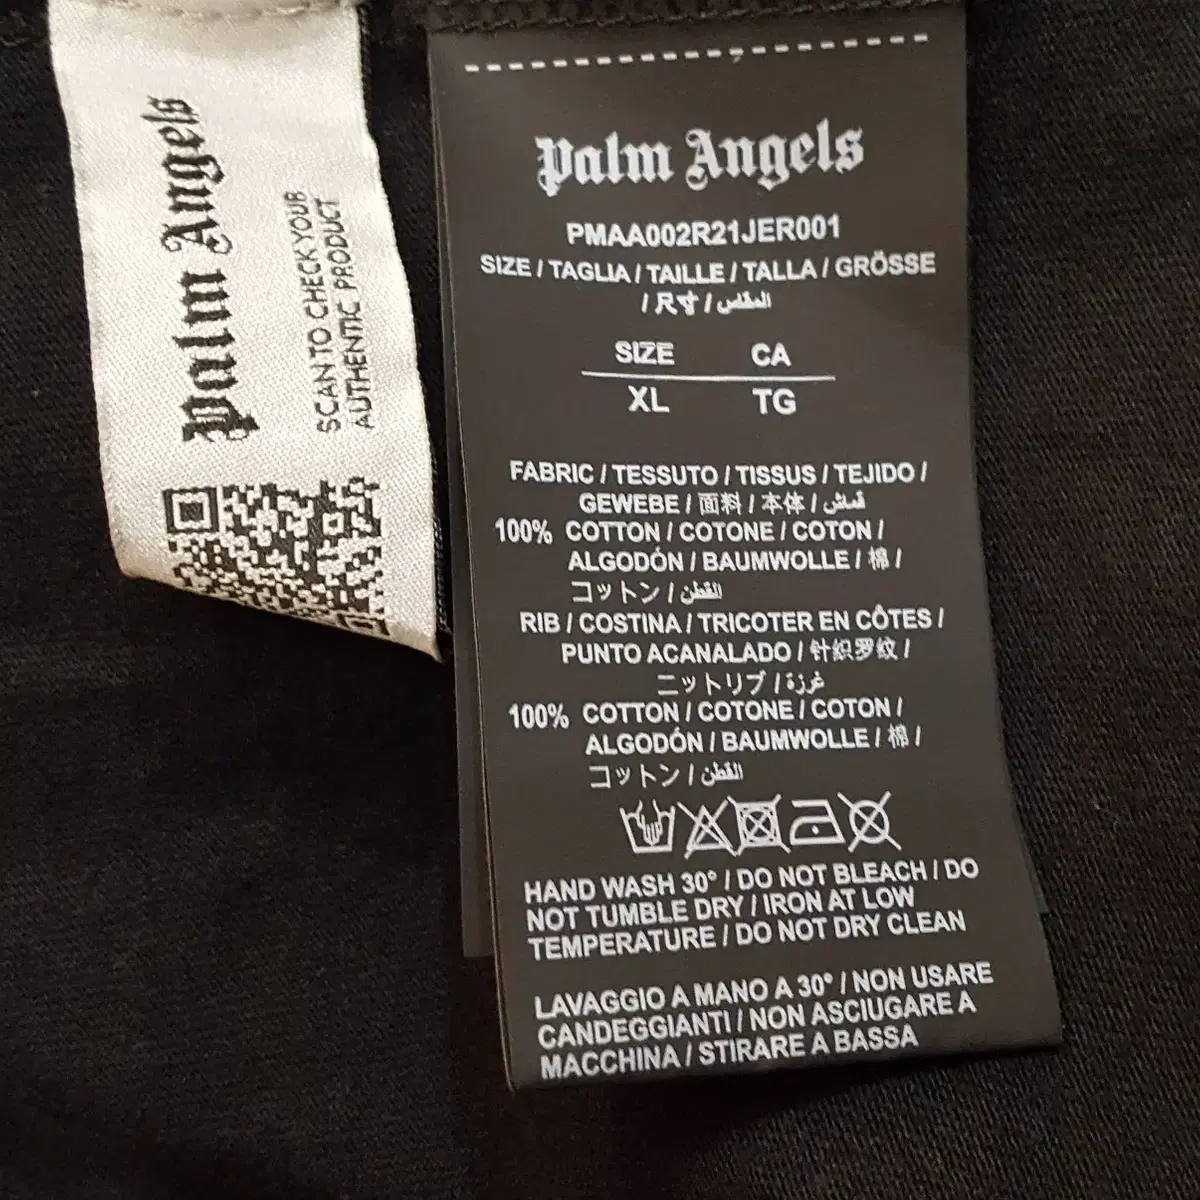 Palm Angels
SCAN TO CHECK YOUR
AUTHENTIC PRODUCT
Palm Angels
PMAA002R21JER001
SIZE / TAGLIA / TAILLE / TALLA / GRÖSSE
/ 尺寸 / المقاس
SIZE CA
XL TG
FABRIC / TESSUTO / TISSUS / TEJIDO /
GEWEBE / 面料 / 本体 / قماش
100% COTTON / COTONE / COTON /
ALGODÓN / BAUMWOLLE / 棉 /
コットン / القطن
RIB / COSTINA / TRICOTER EN CÔTES /
PUNTO ACANALADO / 针织罗纹 /
ニットリブ / غرزة
100% COTTON / COTONE / COTON /
ALGODÓN / BAUMWOLLE / 棉 /
コットン / القطن
HAND WASH 30° / DO NOT BLEACH / DO
NOT TUMBLE DRY / IRON AT LOW
TEMPERATURE / DO NOT DRY CLEAN
LAVAGGIO A MANO A 30° / NON USARE
CANDEGGIANTI / NON ASCIUGARE A
MACCHINA / STIRARE A BASSA